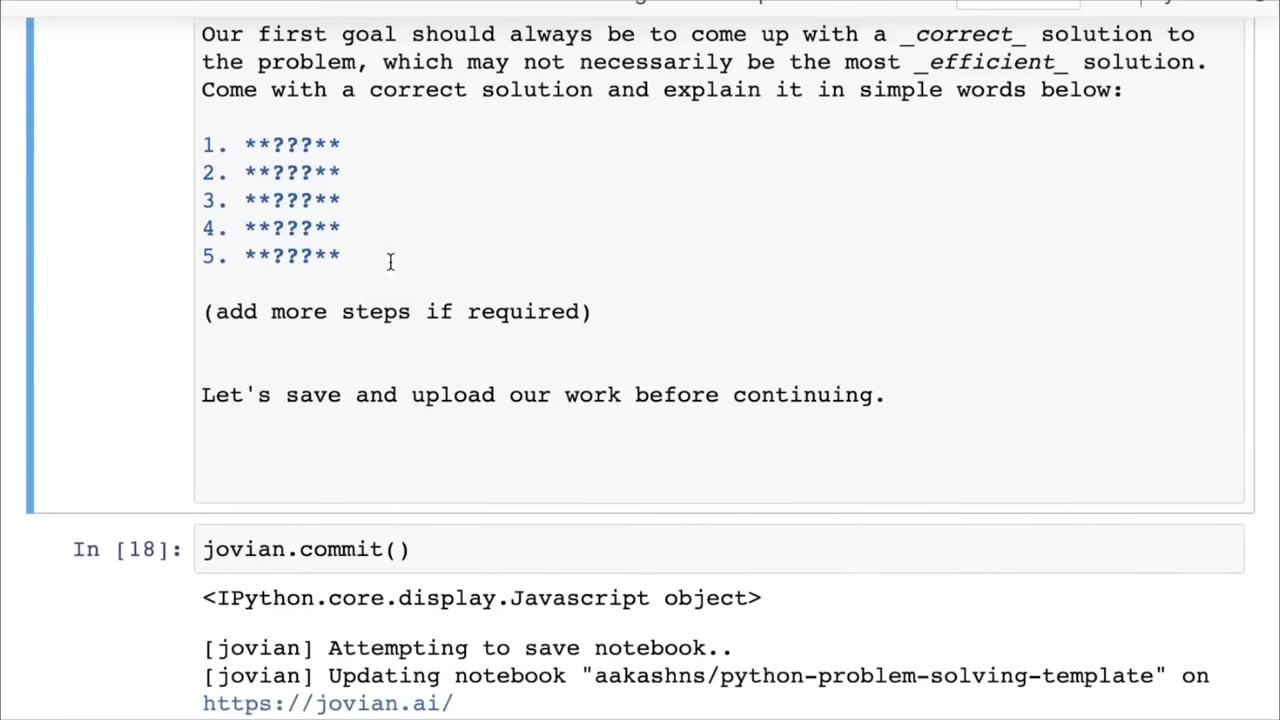 Our first goal should always be to come up with a _correct_ solution to
the problem, which may not necessarily be the most _efficient_ solution.
Come with a correct solution and explain it in simple words below:
1. **???**
2. **???**
3. **???**
4. **???**
5. **???**
(add more steps if required)
Let's save and upload our work before continuing.
In [18]: jovian.commit()
<IPython.core.display.Javascript object>
[jovian] Attempting to save notebook..
[jovian] Updating notebook "aakashns/python-problem-solving-template" on
https://jovian.ai/